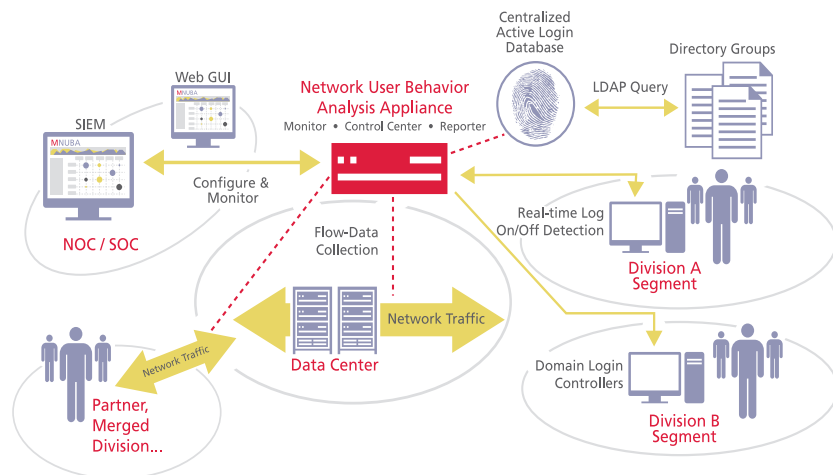 Centralized
Active Login
Database
Directory Groups
LDAP Query
Web GUI
MNUBA
SIEM
MNUBA
Network User Behavior
Analysis Appliance
Monitor • Control Center • Reporter
Configure &
Monitor
NOC / SOC
Flow-Data
Collection
Real-time Log
On/Off Detection
Division A
Segment
Network Traffic
Data Center
Network Traffic
Partner,
Merged
Division...
Domain Login
Controllers
Division B
Segment